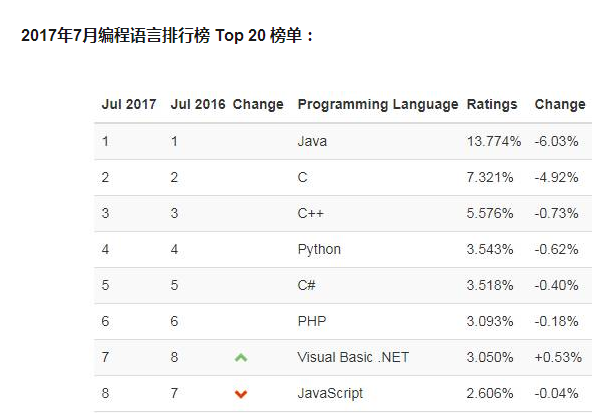 2017年7月编程语言排行榜 Top 20 榜单：
Jul 2017 Jul 2016 Change Programming Language Ratings Change
1 1 Java 13.774% -6.03%
2 2 C 7.321% -4.92%
3 3 C++ 5.576% -0.73%
4 4 Python 3.543% -0.62%
5 5 C# 3.518% -0.40%
6 6 PHP 3.093% -0.18%
7 8 Visual Basic .NET 3.050% +0.53%
8 7 JavaScript 2.606% -0.04%